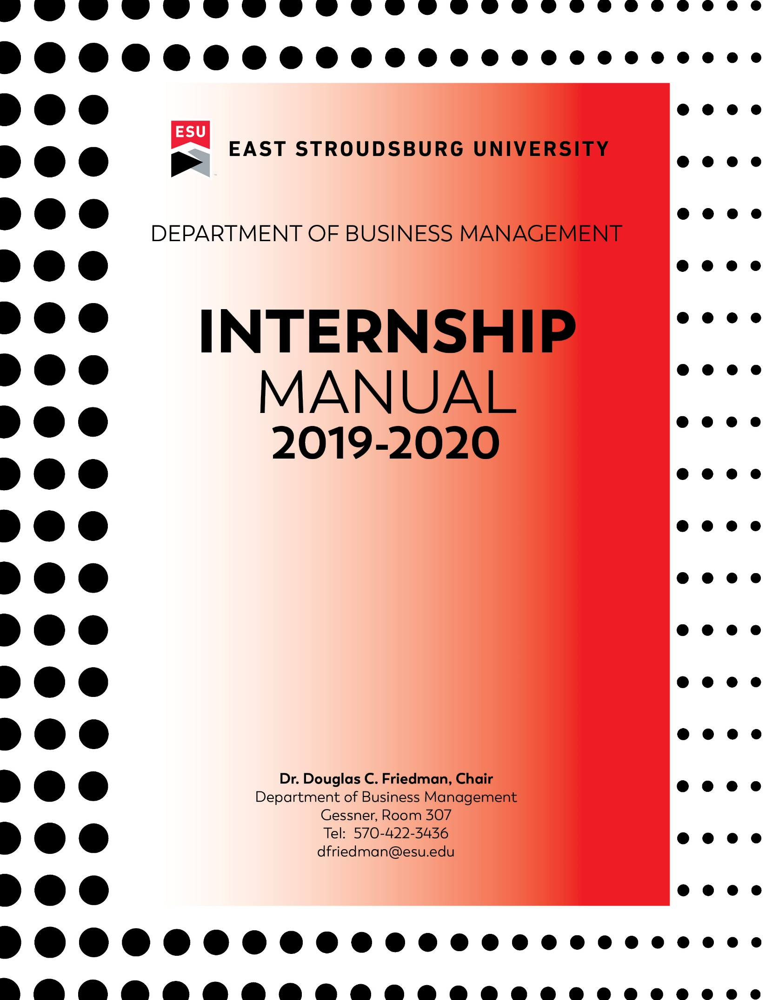 ESU
EAST STROUDSBURG UNIVERSITY
DEPARTMENT OF BUSINESS MANAGEMENT
INTERNSHIP
MANUAL
2019-2020
Dr. Douglas C. Friedman, Chair
Department of Business Management
Gessner, Room 307
Tel:  570-422-3436
dfriedman@esu.edu